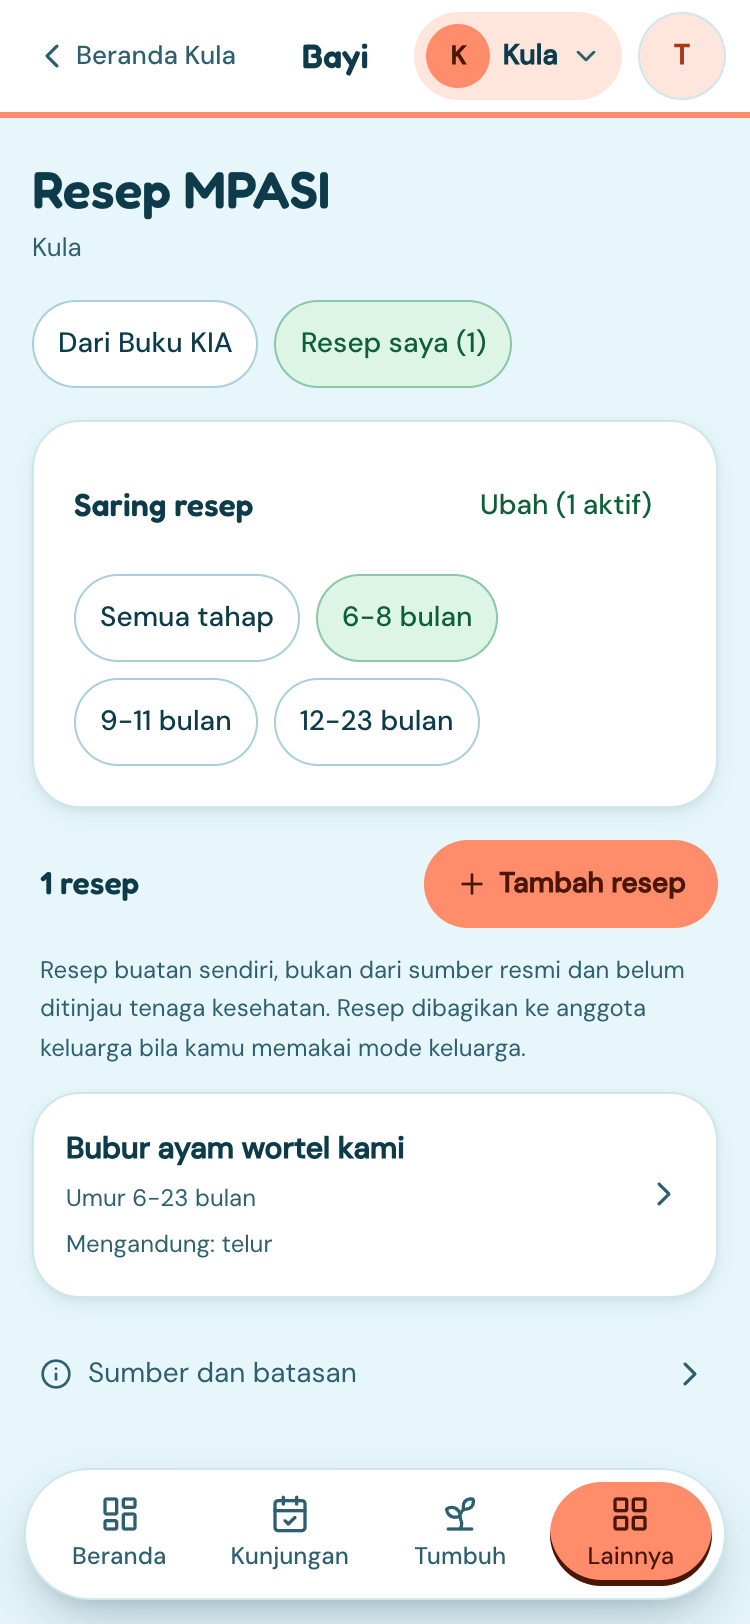 Beranda Kula
Bayi
K
Kula
T
Resep MPASI
Kula
Dari Buku KIA
Resep saya (1)
Saring resep
Ubah (1 aktif)
Semua tahap
6–8 bulan
9–11 bulan
12–23 bulan
1 resep
+ Tambah resep
Resep buatan sendiri, bukan dari sumber resmi dan belum
ditinjau tenaga kesehatan. Resep dibagikan ke anggota
keluarga bila kamu memakai mode keluarga.
Bubur ayam wortel kami
Umur 6–23 bulan
Mengandung: telur
Sumber dan batasan
Beranda
Kunjungan
Tumbuh
Lainnya